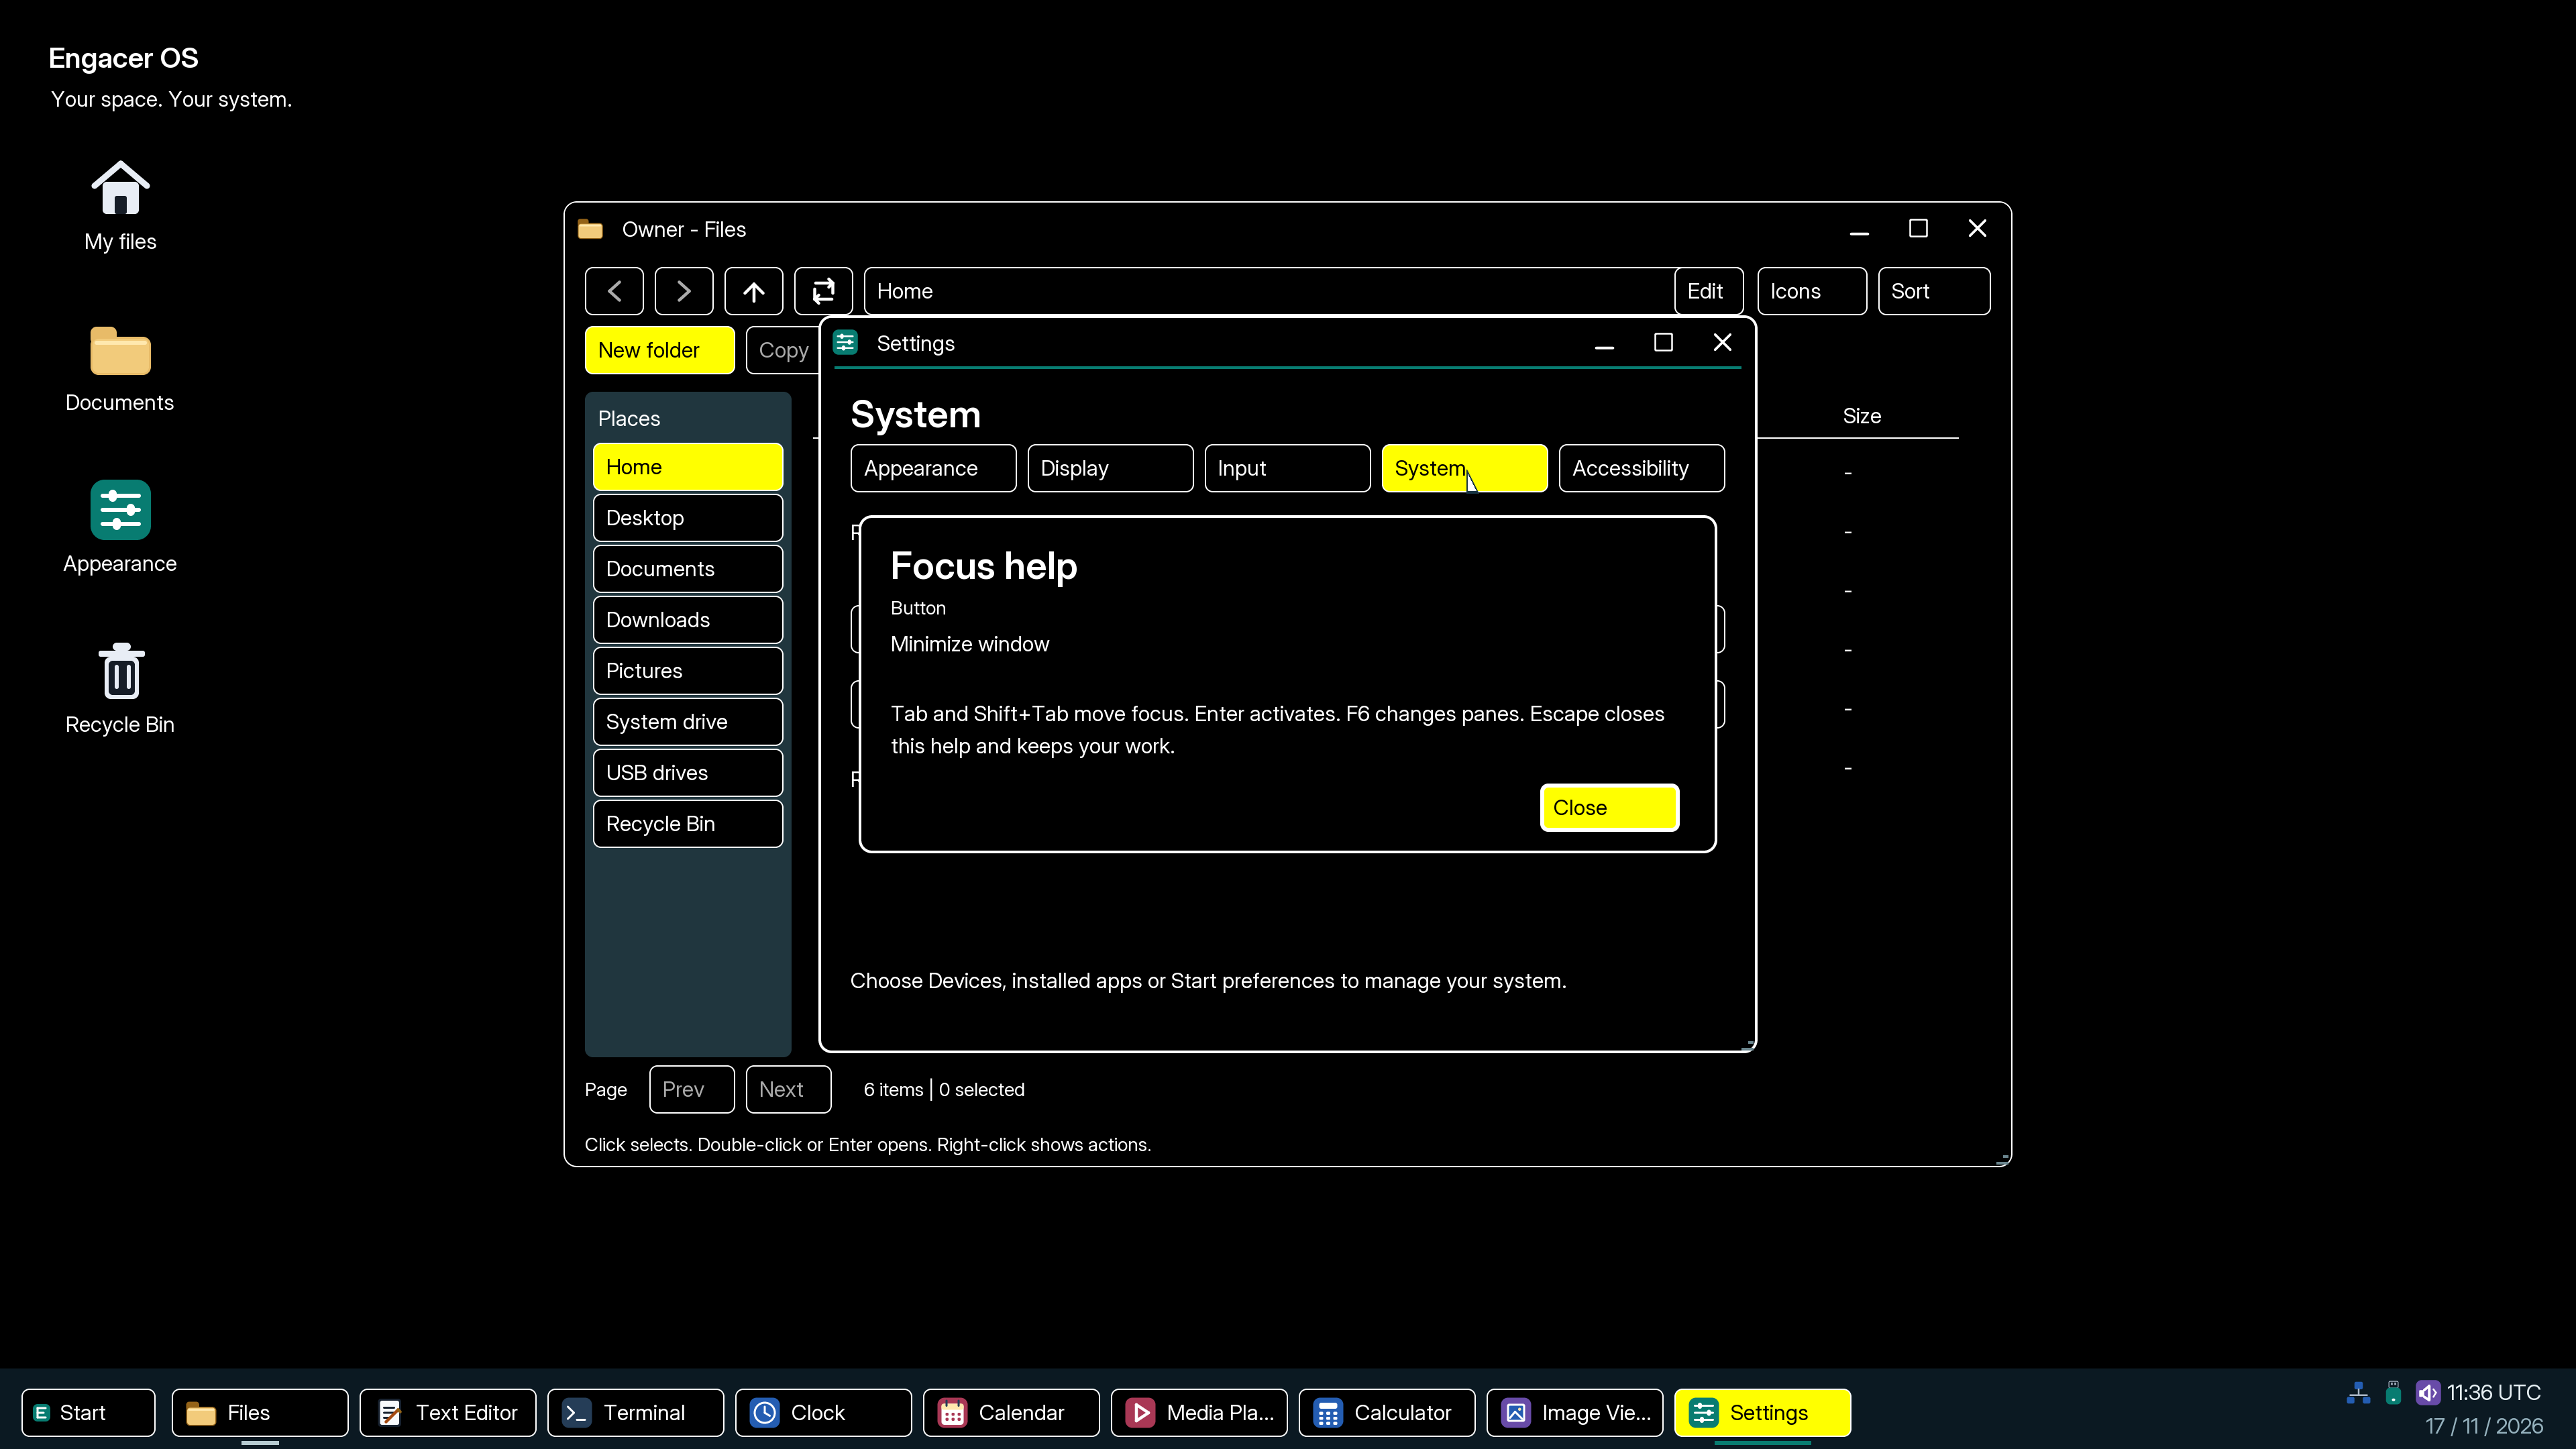 Engacer OS
Your space. Your system.
My files
Documents
Appearance
Recycle Bin
Owner - Files
Home
Edit
Icons
Sort
New folder
Copy
Places
Home
Desktop
Documents
Downloads
Pictures
System drive
USB drives
Recycle Bin
Size
-
-
-
-
-
-
Settings
System
Appearance
Display
Input
System
Accessibility
Focus help
Button
Minimize window
Tab and Shift+Tab move focus. Enter activates. F6 changes panes. Escape closes
this help and keeps your work.
Close
Choose Devices, installed apps or Start preferences to manage your system.
Page
Prev
Next
6 items | 0 selected
Click selects. Double-click or Enter opens. Right-click shows actions.
Start
Files
Text Editor
Terminal
Clock
Calendar
Media Pla...
Calculator
Image Vie...
Settings
11:36 UTC
17 / 11 / 2026